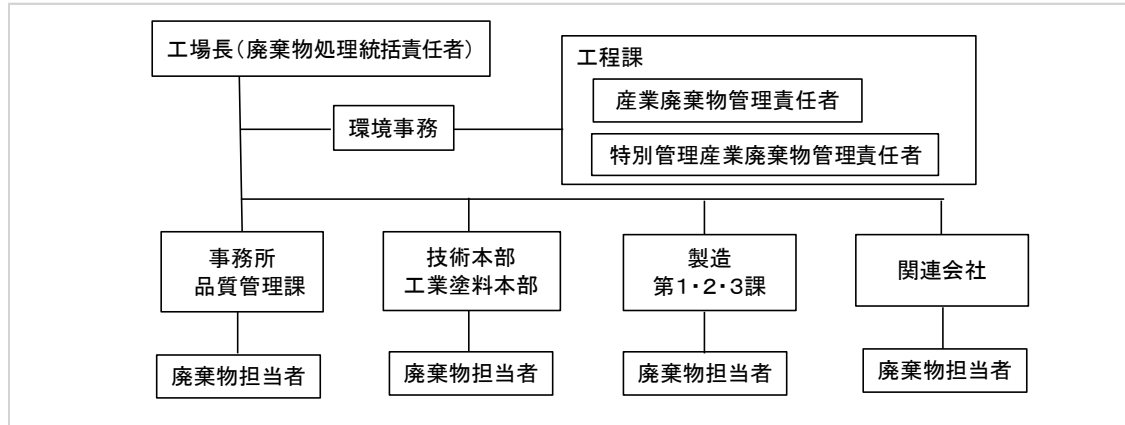 工場長(廃棄物処理統括責任者)
工程課
産業廃棄物管理責任者
環境事務
特別管理産業廃棄物管理責任者
事務所
品質管理課
技術本部
工業塗料本部
製造
第1・2・3課
関連会社
廃棄物担当者
廃棄物担当者
廃棄物担当者
廃棄物担当者